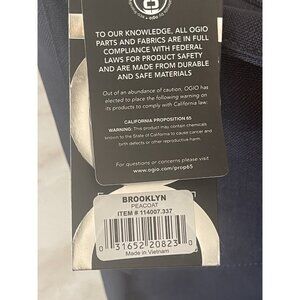 TO OUR KNOWLEDGE, ALL OGIO
PARTS AND FABRICS ARE IN FULL
COMPLIANCE WITH FEDERAL
LAWS FOR PRODUCT SAFETY
AND ARE MADE FROM DURABLE
AND SAFE MATERIALS
Out of an abundance of caution, OGIO has
elected to place the following warning on
its products to comply with California law:
CALIFORNIA PROPOSITION 65
WARNING: This product may contain chemicals
known to the State of California to cause cancer and
birth defects or other reproductive harm.
For questions or concerns please visit
www.ogio.com/prop65
BROOKLYN
PEACOAT
ITEM # 114007.337
0 31652 20823 0
Made in Vietnam